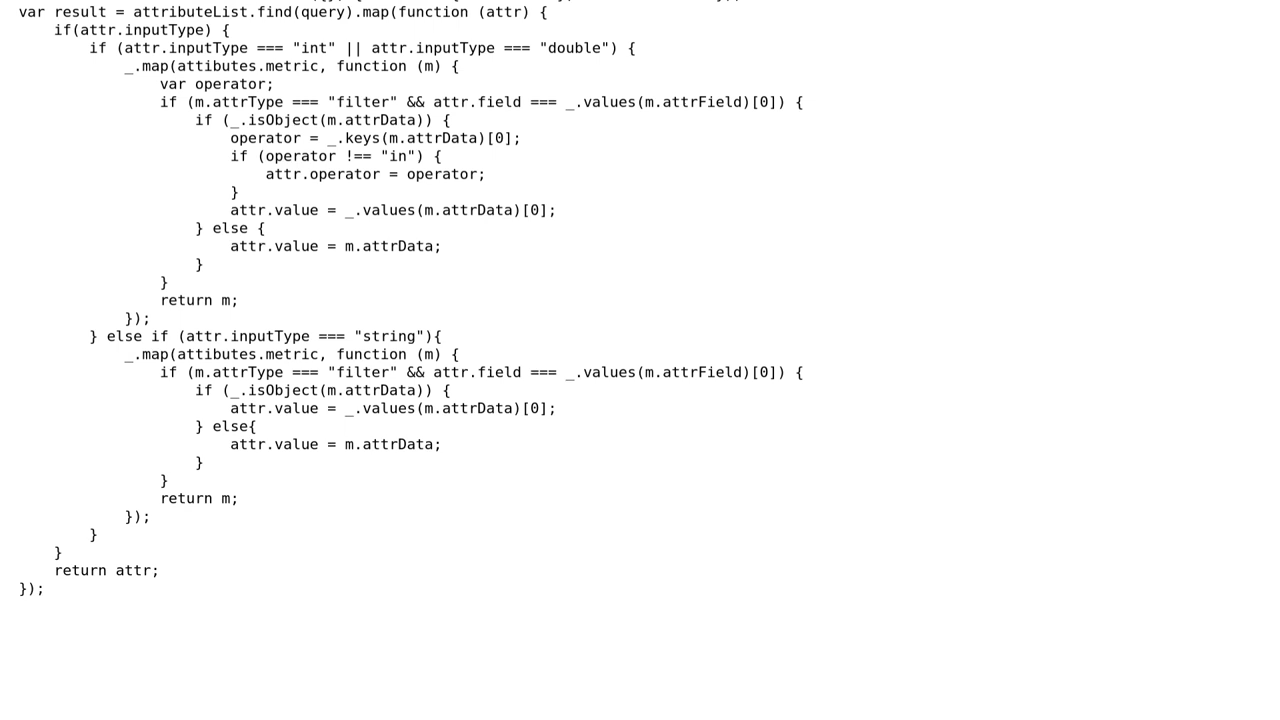 var result = attributeList.find(query).map(function (attr) {
    if(attr.inputType) {
        if (attr.inputType === "int" || attr.inputType === "double") {
            _.map(attibutes.metric, function (m) {
                var operator;
                if (m.attrType === "filter" && attr.field === _.values(m.attrField)[0]) {
                    if (_.isObject(m.attrData)) {
                        operator = _.keys(m.attrData)[0];
                        if (operator !== "in") {
                            attr.operator = operator;
                        }
                        attr.value = _.values(m.attrData)[0];
                    } else {
                        attr.value = m.attrData;
                    }
                }
                return m;
            });
        } else if (attr.inputType === "string"){
            _.map(attibutes.metric, function (m) {
                if (m.attrType === "filter" && attr.field === _.values(m.attrField)[0]) {
                    if (_.isObject(m.attrData)) {
                        attr.value = _.values(m.attrData)[0];
                    } else{
                        attr.value = m.attrData;
                    }
                }
                return m;
            });
        }
    }
    return attr;
});